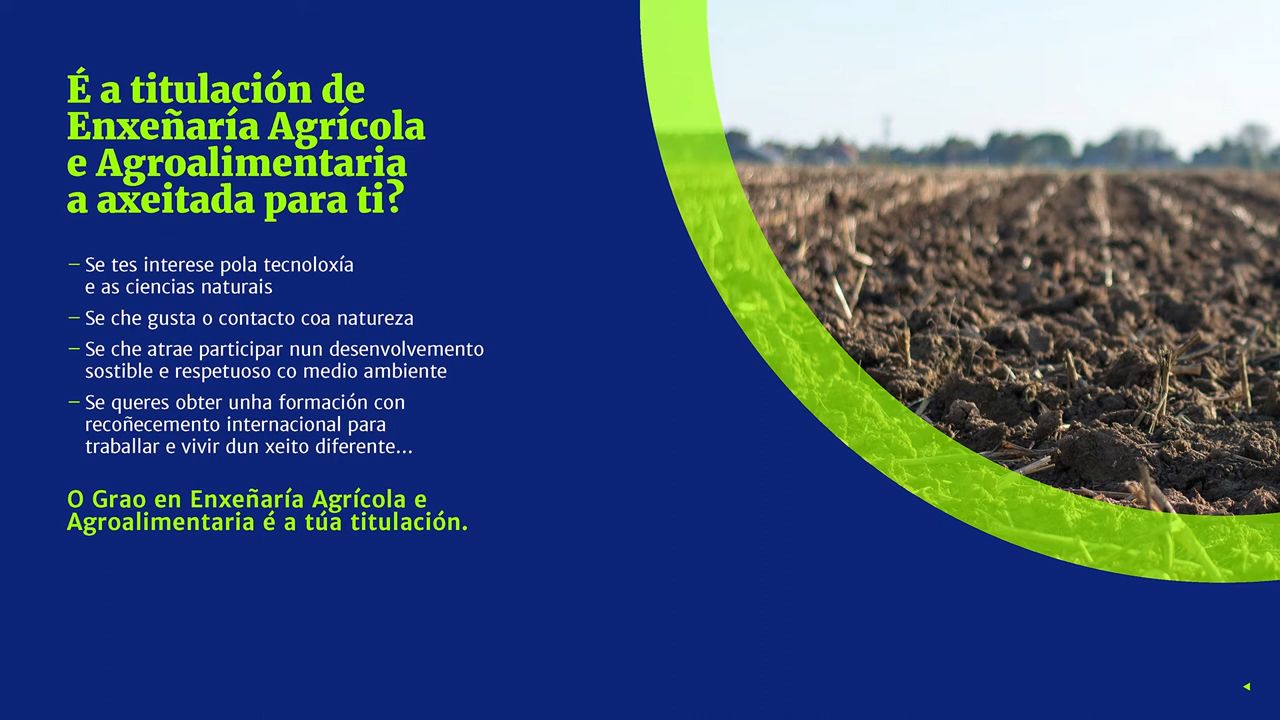 É a titulación de
Enxeñaría Agrícola
e Agroalimentaria
a axeitada para ti?
– Se tes interese pola tecnoloxía
e as ciencias naturais
– Se che gusta o contacto coa natureza
– Se che atrae participar nun desenvolvemento
sostible e respetuoso co medio ambiente
– Se queres obter unha formación con
recoñecemento internacional para
traballar e vivir dun xeito diferente...
O Grao en Enxeñaría Agrícola e
Agroalimentaria é a túa titulación.